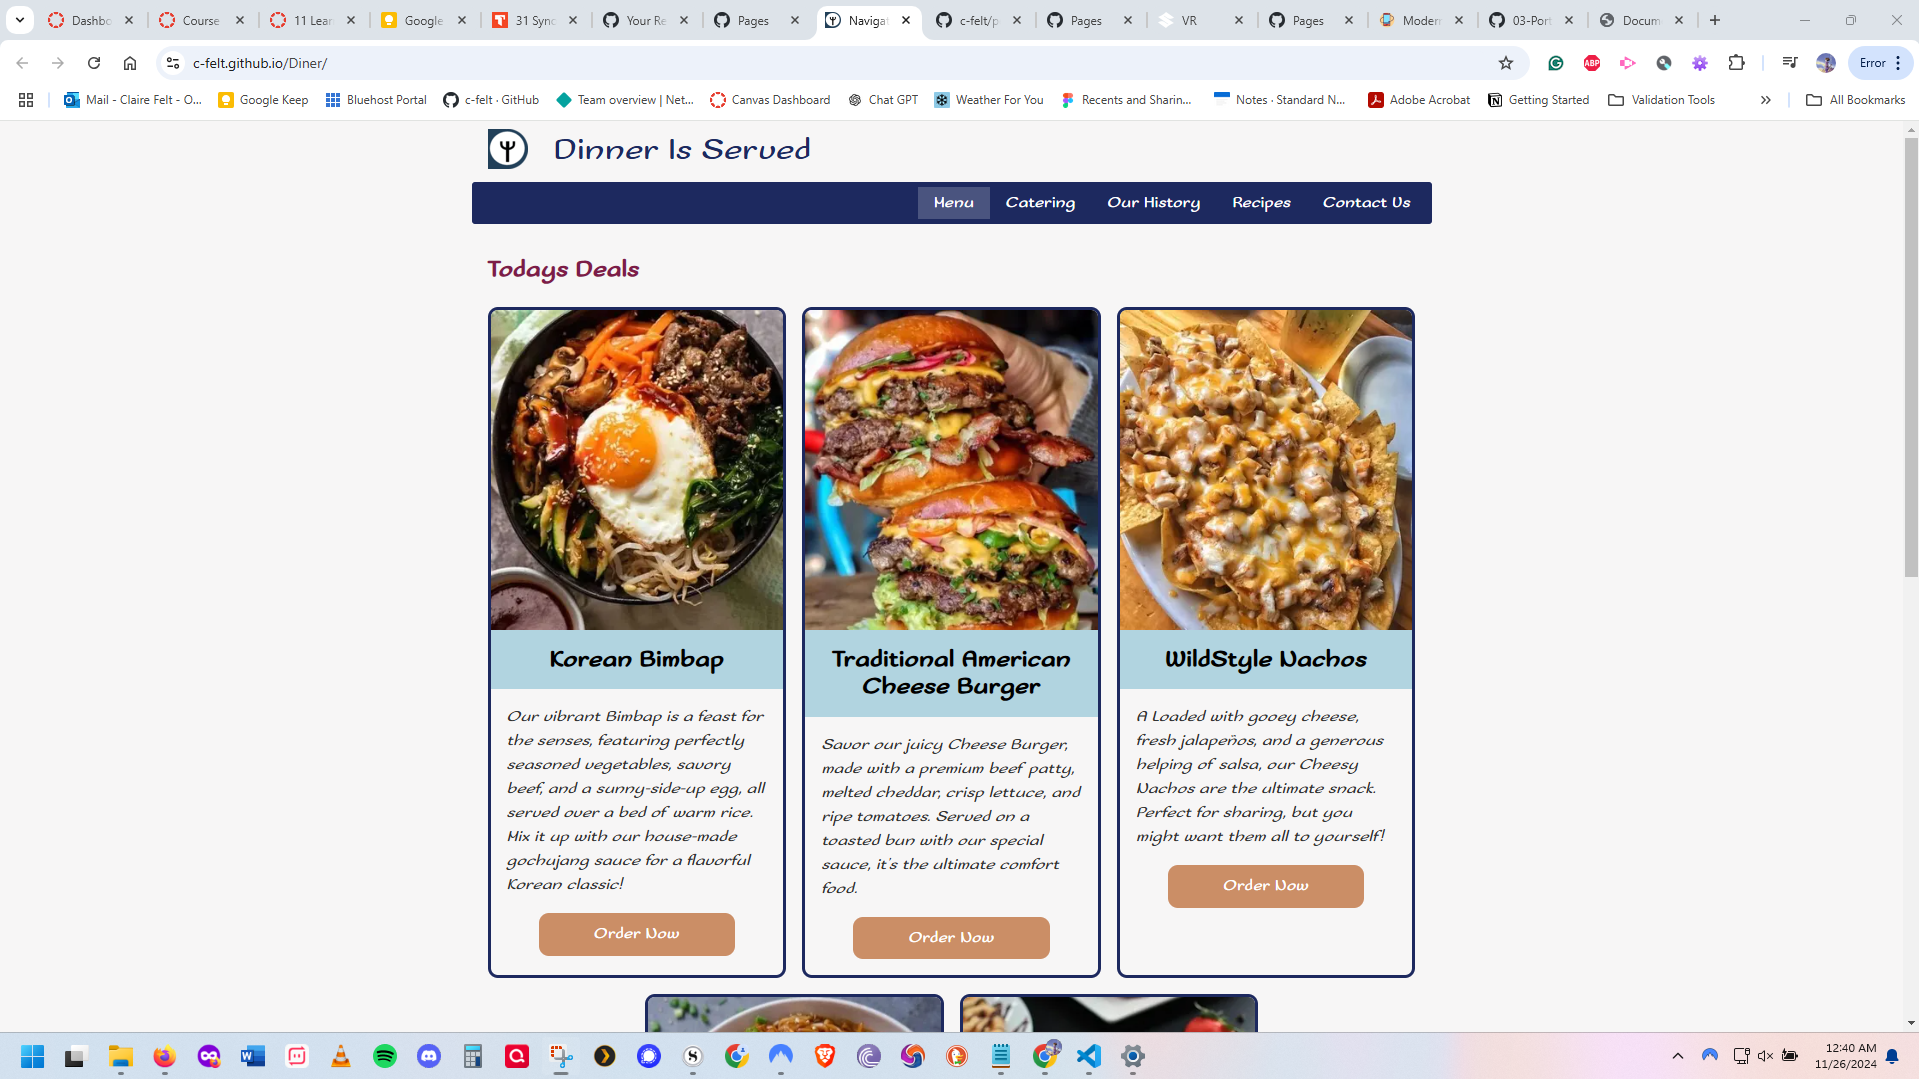 Dashbo
Course
11 Lear
Google
31 Sync
Your Re
Pages
Navigat
c-felt/p
Pages
VR
Pages
Modern
03-Port
Docum
c-felt.github.io/Diner/
ABP
Error
Mail - Claire Felt - O...
Google Keep
Bluehost Portal
c-felt · GitHub
Team overview | Net...
Canvas Dashboard
Chat GPT
Weather For You
Recents and Sharin...
Notes · Standard N...
Adobe Acrobat
Getting Started
Validation Tools
All Bookmarks
Dinner Is Served
Menu
Catering
Our History
Recipes
Contact Us
Todays Deals
Korean Bimbap
Our vibrant Bimbap is a feast for
the senses, featuring perfectly
seasoned vegetables, savory
beef, and a sunny-side-up egg, all
served over a bed of warm rice.
Mix it up with our house-made
gochujang sauce for a flavorful
Korean classic!
Order Now
Traditional American
Cheese Burger
Savor our juicy Cheese Burger,
made with a premium beef patty,
melted cheddar, crisp lettuce, and
ripe tomatoes. Served on a
toasted bun with our special
sauce, it's the ultimate comfort
food.
Order Now
WildStyle Nachos
A Loaded with gooey cheese,
fresh jalapeños, and a generous
helping of salsa, our Cheesy
Nachos are the ultimate snack.
Perfect for sharing, but you
might want them all to yourself!
Order Now
12:40 AM
11/26/2024